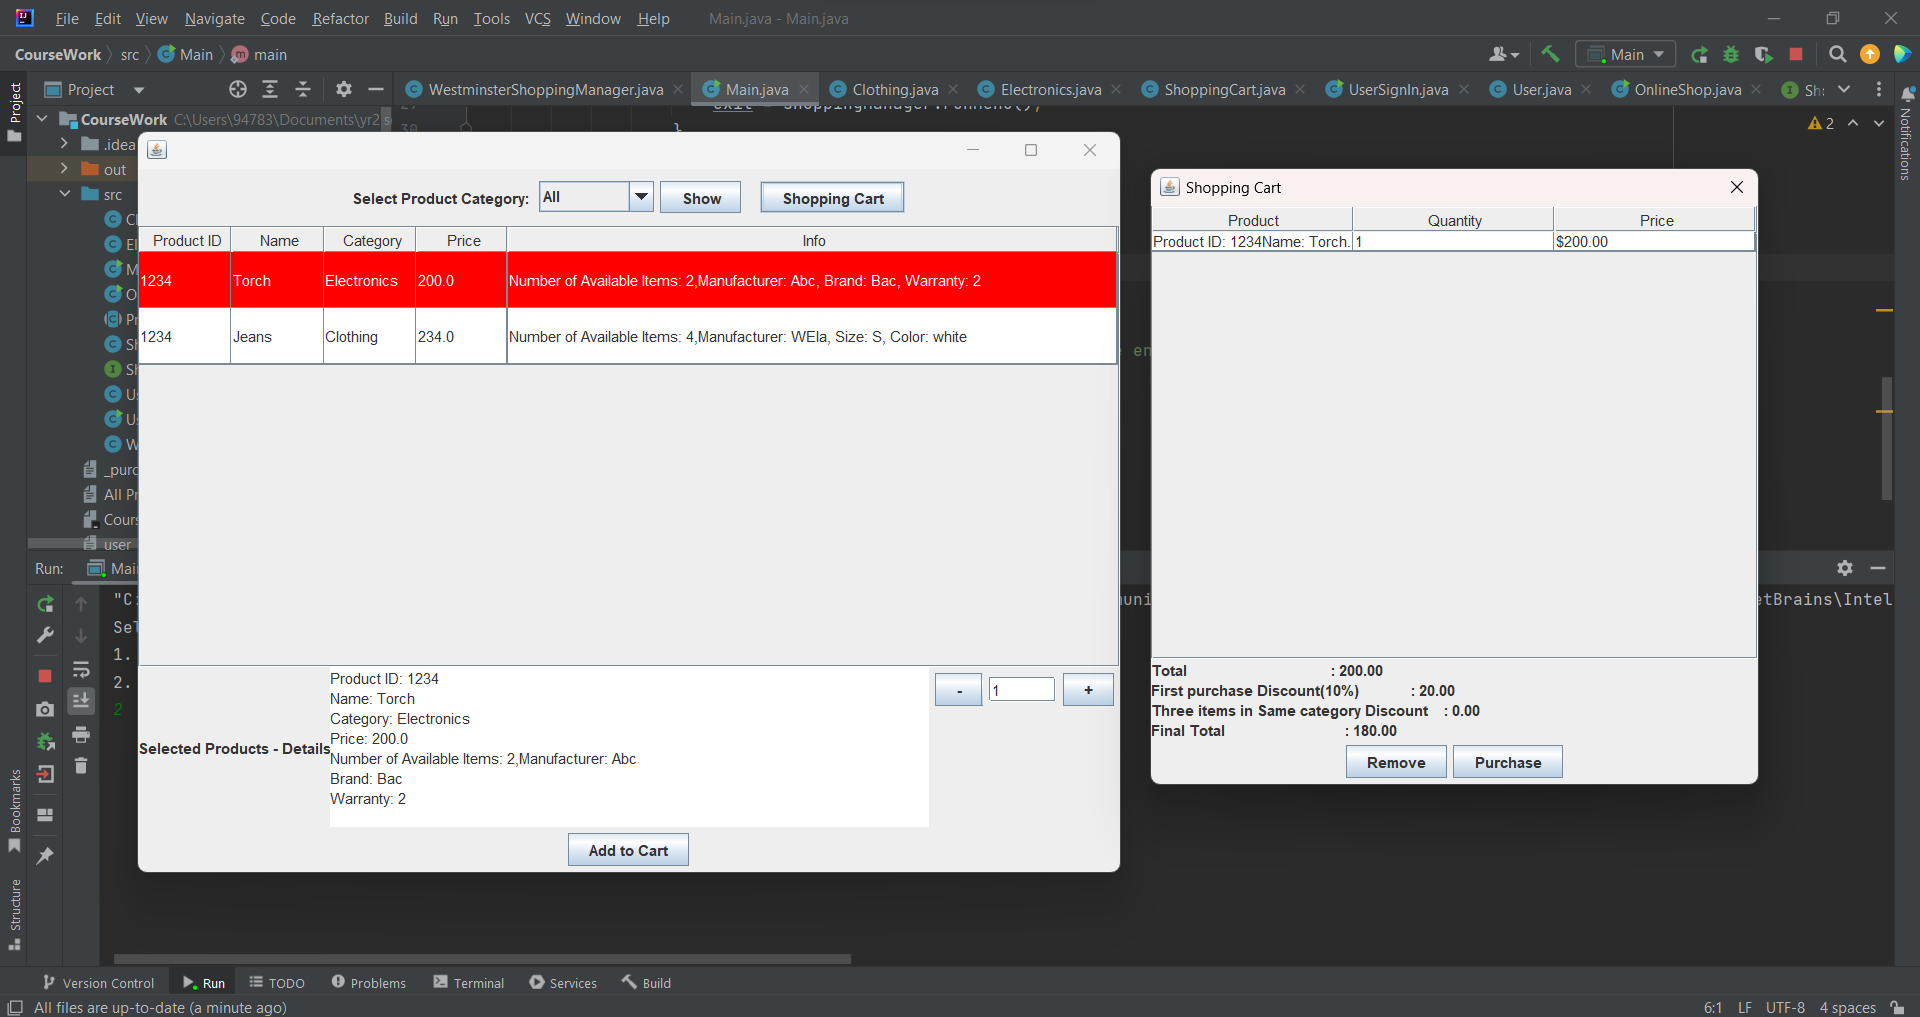 File Edit View Navigate Code Refactor Build Run Tools VCS Window Help Main.java - Main.java
CourseWork src Main main
Main
Project
WestminsterShoppingManager.java Main.java Clothing.java Electronics.java ShoppingCart.java UserSignIn.java User.java OnlineShop.java
2
Project
Notifications
CourseWork C:\Users\94783\Documents\yr2
.idea
out
src
All
user
30
Select Product Category: All Show Shopping Cart
Product ID Name Category Price Info
1234 Torch Electronics 200.0 Number of Available Items: 2,Manufacturer: Abc, Brand: Bac, Warranty: 2
1234 Jeans Clothing 234.0 Number of Available Items: 4,Manufacturer: WEla, Size: S, Color: white
Selected Products - Details
Product ID: 1234
Name: Torch
Category: Electronics
Price: 200.0
Number of Available Items: 2,Manufacturer: Abc
Brand: Bac
Warranty: 2
- 1 +
Add to Cart
Shopping Cart
Product Quantity Price
Product ID: 1234Name: Torch. 1 $200.00
Total : 200.00
First purchase Discount(10%) : 20.00
Three items in Same category Discount : 0.00
Final Total : 180.00
Remove Purchase
Run:
1.
2.
2
Bookmarks
Structure
Version Control Run TODO Problems Terminal Services Build
All files are up-to-date (a minute ago) 6:1 LF UTF-8 4 spaces